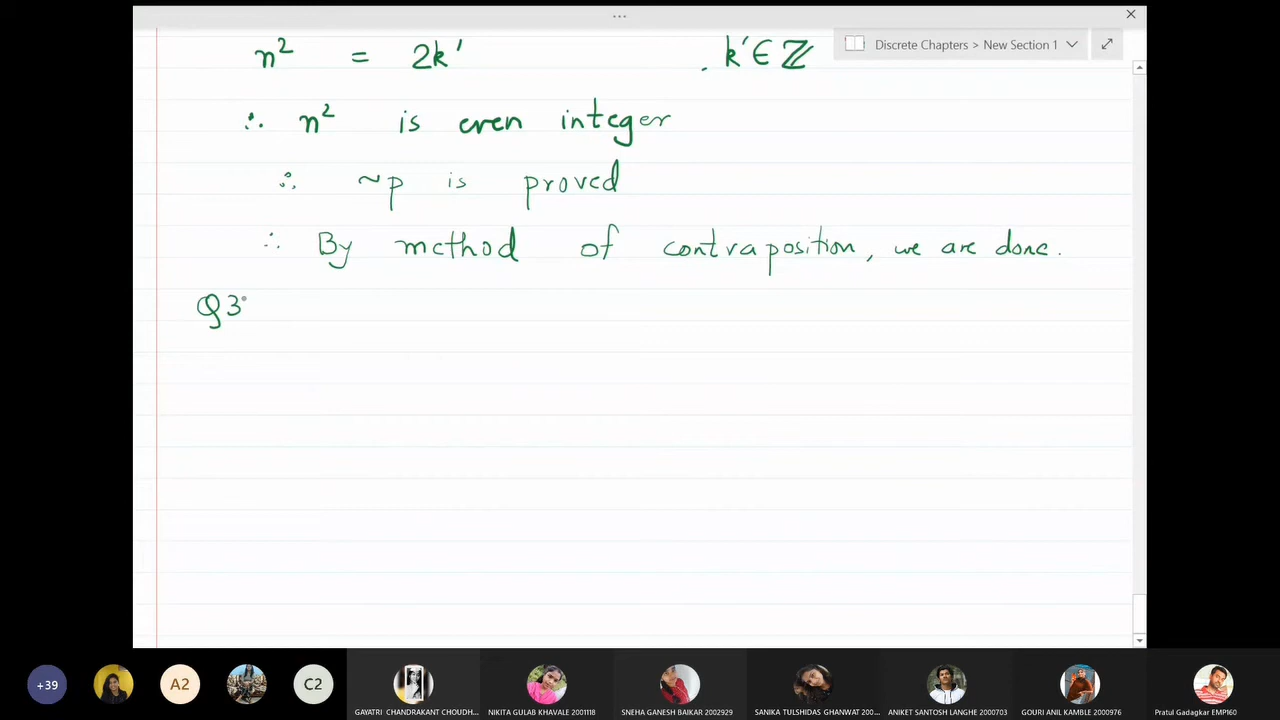 Discrete Chapters > New Section 1
n² = 2k' . k' ∈ ℤ
∴ n² is even integer
∴ ~p is proved
∴ By method of contraposition, we are done.
Q3
+39
A2
C2
GAYATRI CHANDRAKANT CHOUDH...
NIKITA GULAB KHAVALE 2001118
SNEHA GANESH BAIKAR 2002929
SANIKA TULSHIDAS GHANWAT 200...
ANIKET SANTOSH LANGHE 2000703
GOURI ANIL KAMBLE 2000976
Pratul Gadagkar EMP160